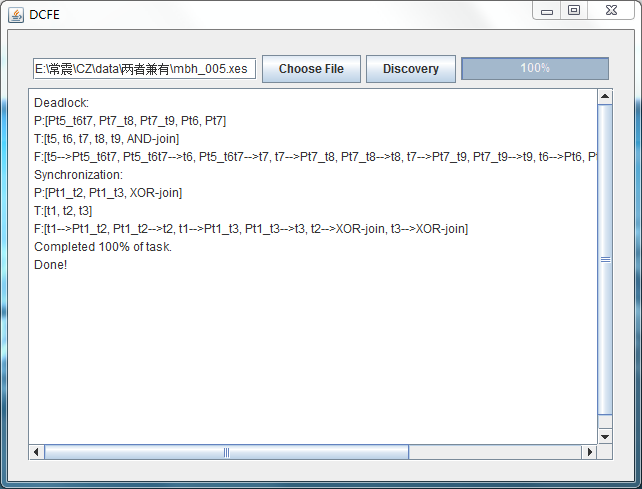 DCFE
E:\常震\CZ\data\两者兼有\mbh_005.xes Choose File Discovery 100%
Deadlock:
P:[Pt5_t6t7, Pt7_t8, Pt7_t9, Pt6, Pt7]
T:[t5, t6, t7, t8, t9, AND-join]
F:[t5-->Pt5_t6t7, Pt5_t6t7-->t6, Pt5_t6t7-->t7, t7-->Pt7_t8, Pt7_t8-->t8, t7-->Pt7_t9, Pt7_t9-->t9, t6-->Pt6,
Synchronization:
P:[Pt1_t2, Pt1_t3, XOR-join]
T:[t1, t2, t3]
F:[t1-->Pt1_t2, Pt1_t2-->t2, t1-->Pt1_t3, Pt1_t3-->t3, t2-->XOR-join, t3-->XOR-join]
Completed 100% of task.
Done!